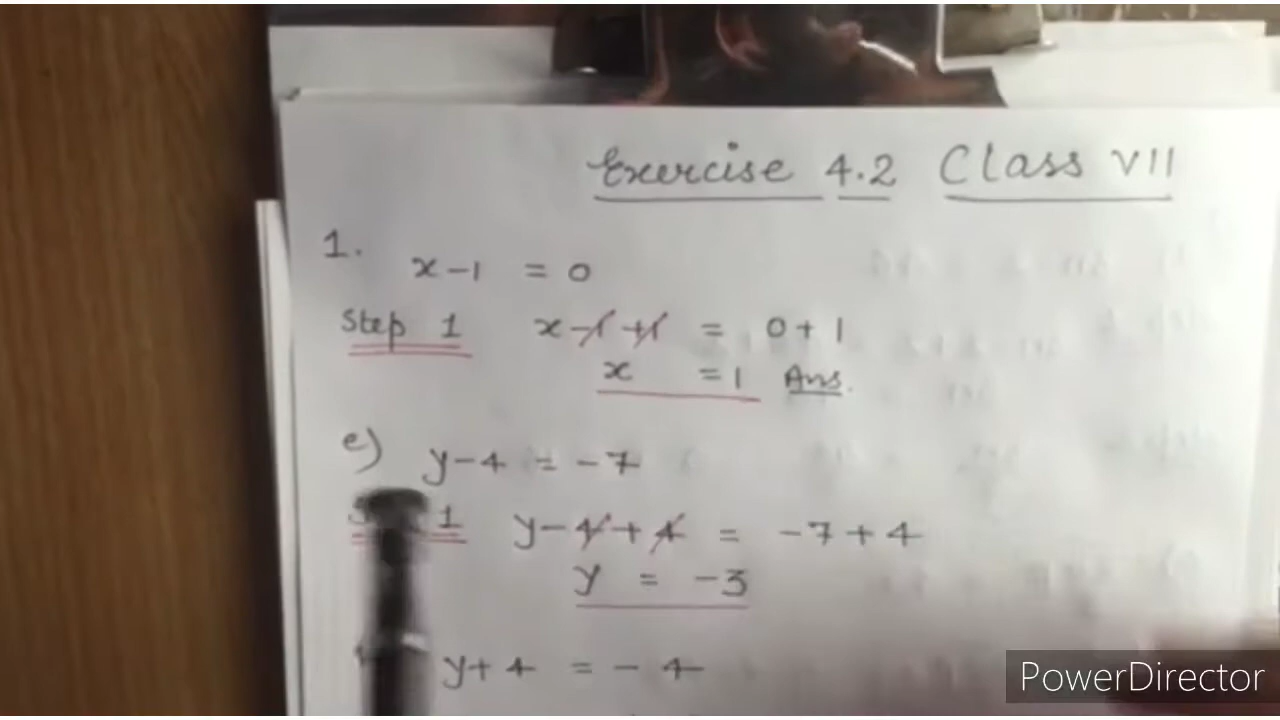 Exercise 4.2 Class VII
1.
x-1 = 0
Step 1 x-1+1 = 0+1
x =1 Ans.
e) y-4 = -7
1 y-4+4 = -7+4
y = -3
y+4 = -4
PowerDirector